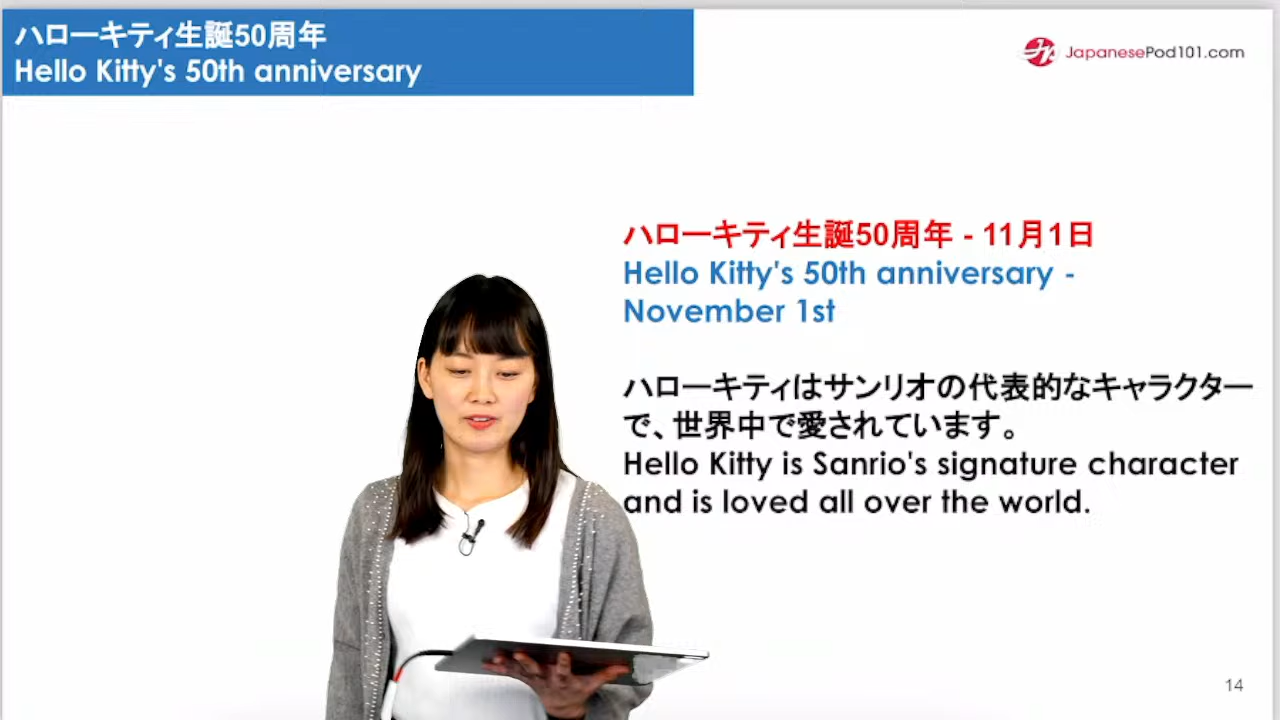 ハローキティ生誕50周年
Hello Kitty's 50th anniversary
JapanesePod101.com
ハローキティ生誕50周年 - 11月1日
Hello Kitty's 50th anniversary -
November 1st
ハローキティはサンリオの代表的なキャラクター
で、世界中で愛されています。
Hello Kitty is Sanrio's signature character
and is loved all over the world.
14